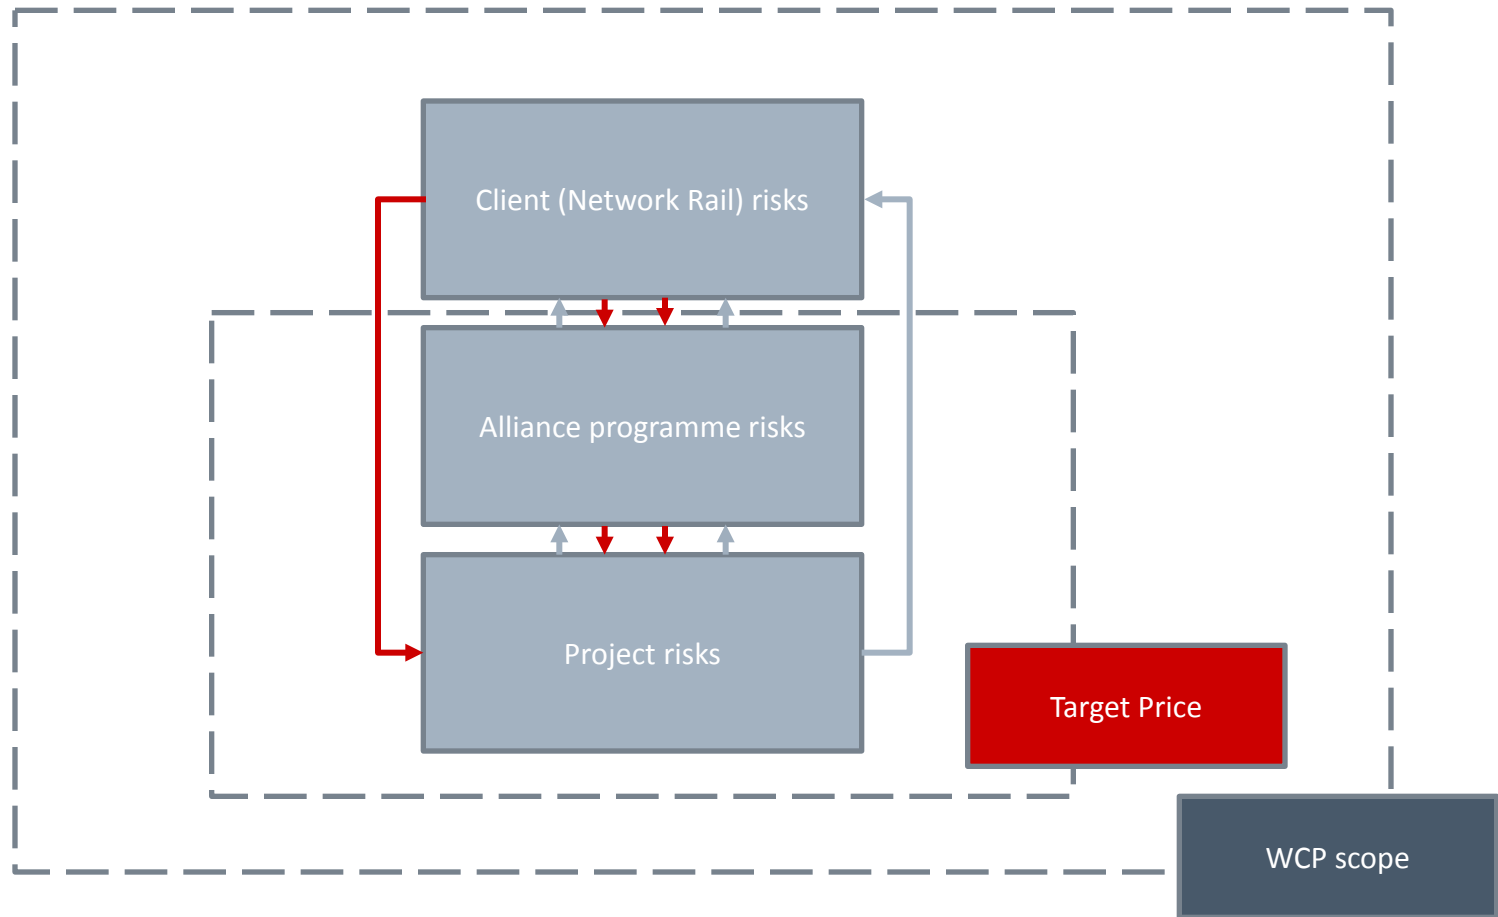 Client (Network Rail) risks
Alliance programme risks
Project risks
Target Price
WCP scope